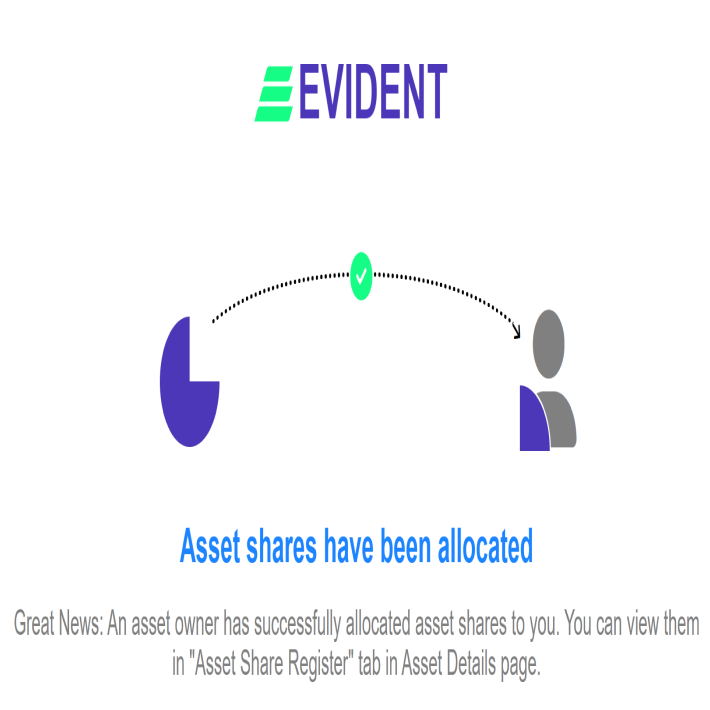 EVIDENT
Asset shares have been allocated
Great News: An asset owner has successfully allocated asset shares to you. You can view them
in "Asset Share Register" tab in Asset Details page.